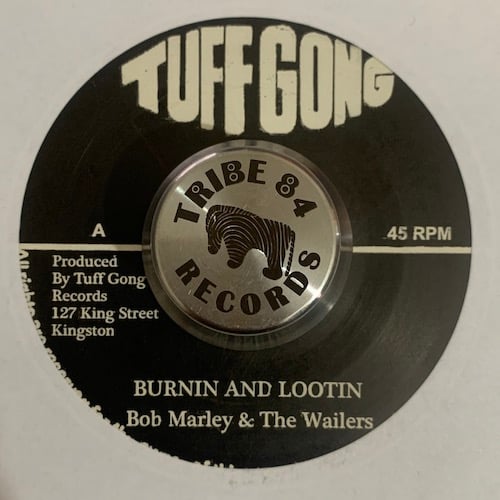 TUFF GONG
TRIBE 84
RECORDS
A
45 RPM
Produced
By Tuff Gong
Records
127 King Street
Kingston
BURNIN AND LOOTIN
Bob Marley & The Wailers